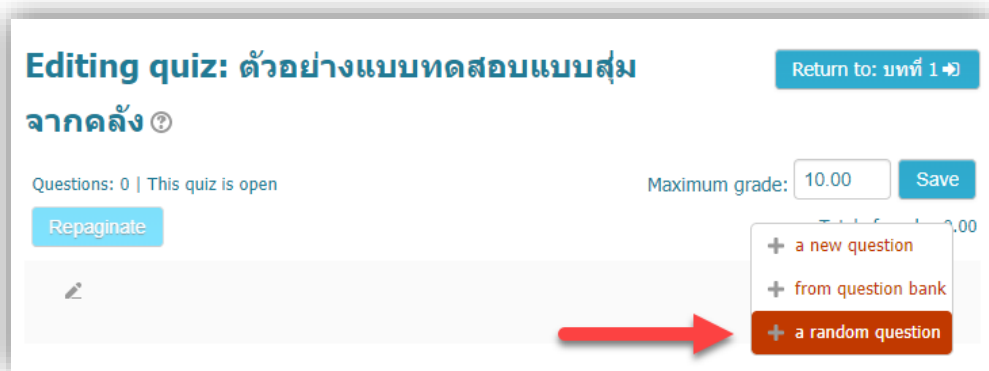 Editing quiz: ตัวอย่างแบบทดสอบแบบสุ่ม
จากคลัง
Return to: บทที่ 1
Questions: 0 | This quiz is open
Maximum grade: 10.00 Save
Repaginate
a new question
from question bank
a random question